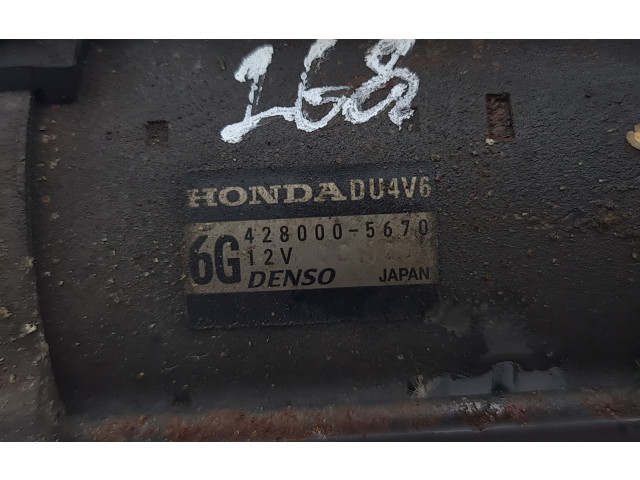 168
HONDA DU4V6
6G 428000-5670
12V
DENSO JAPAN